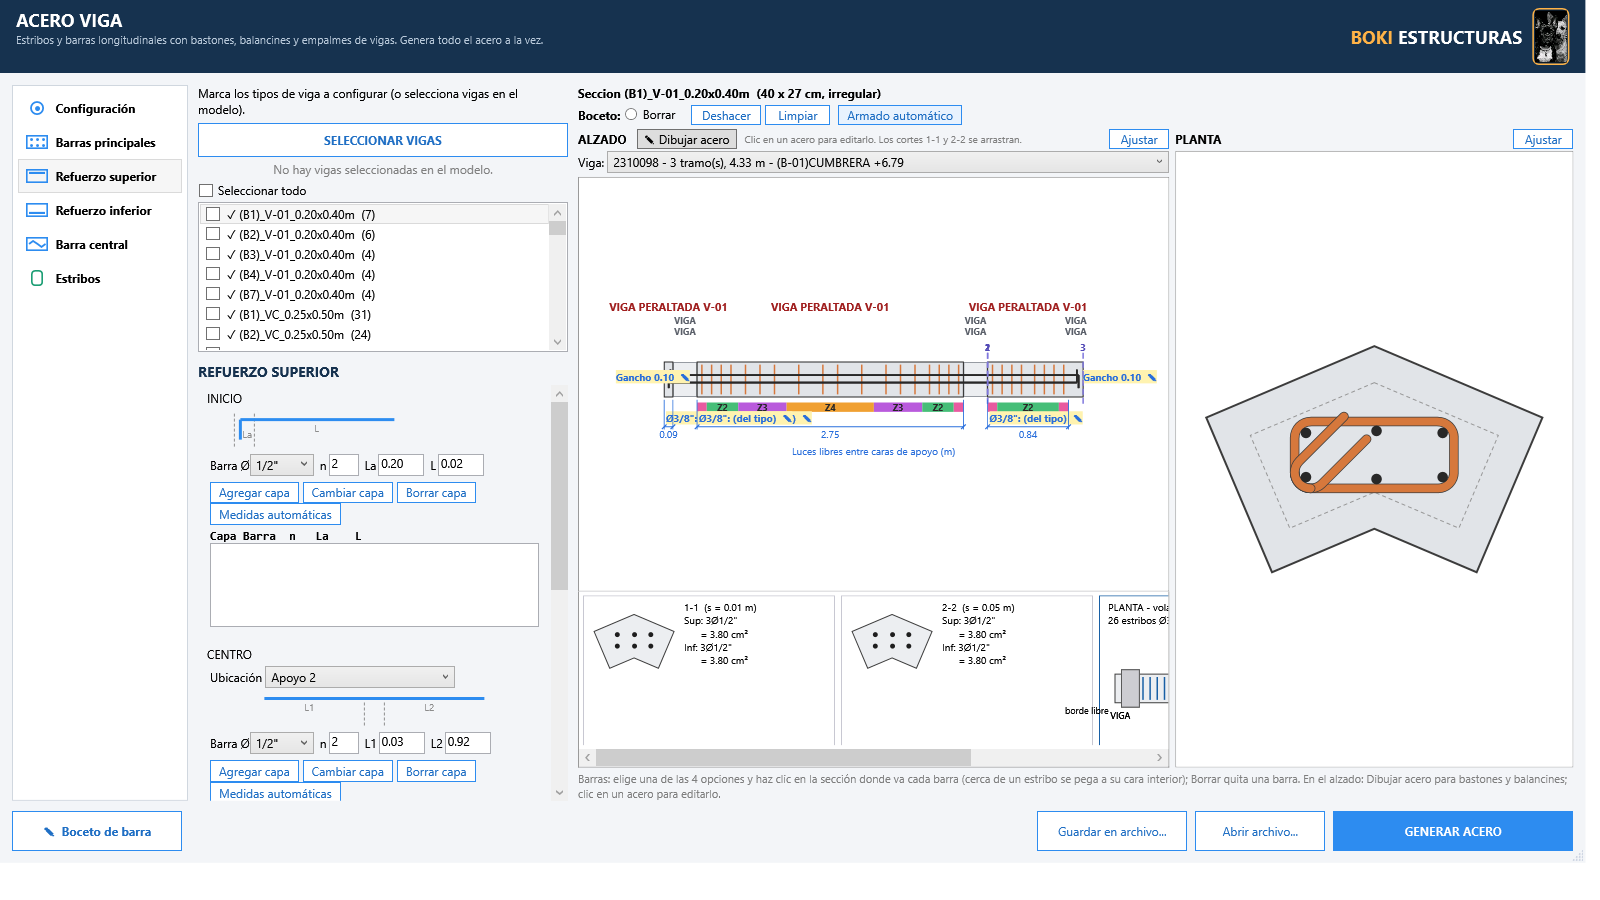 ACERO VIGA
Estribos y barras longitudinales con bastones, balancines y empalmes de vigas. Genera todo el acero a la vez.
BOKI ESTRUCTURAS
Configuración
Barras principales
Refuerzo superior
Refuerzo inferior
Barra central
Estribos
Marca los tipos de viga a configurar (o selecciona vigas en el
modelo).
SELECCIONAR VIGAS
No hay vigas seleccionadas en el modelo.
Seleccionar todo
✓ (B1)_V-01_0.20x0.40m (7)
✓ (B2)_V-01_0.20x0.40m (6)
✓ (B3)_V-01_0.20x0.40m (4)
✓ (B4)_V-01_0.20x0.40m (4)
✓ (B7)_V-01_0.20x0.40m (4)
✓ (B1)_VC_0.25x0.50m (31)
✓ (B2)_VC_0.25x0.50m (24)
REFUERZO SUPERIOR
INICIO
La
L
Barra Ø 1/2" n 2 La 0.20 L 0.02
Agregar capa Cambiar capa Borrar capa
Medidas automáticas
Capa Barra n La L
CENTRO
Ubicación Apoyo 2
L1 L2
Barra Ø 1/2" n 2 L1 0.03 L2 0.92
Agregar capa Cambiar capa Borrar capa
Medidas automáticas
Seccion (B1)_V-01_0.20x0.40m (40 x 27 cm, irregular)
Boceto: Borrar Deshacer Limpiar Armado automático
ALZADO Dibujar acero Clic en un acero para editarlo. Los cortes 1-1 y 2-2 se arrastran. Ajustar
Viga: 2310098 - 3 tramo(s), 4.33 m - (B-01)CUMBRERA +6.79
VIGA PERALTADA V-01 VIGA PERALTADA V-01 VIGA PERALTADA V-01
VIGA VIGA VIGA
VIGA VIGA VIGA
3
Gancho 0.10 Gancho 0.10
Z2 Z3 Z4 Z3 Z2 Z2
Ø3/8": Ø3/8": (del tipo) Ø3/8": (del tipo)
0.09 2.75 0.84
Luces libres entre caras de apoyo (m)
1-1 (s = 0.01 m)
Sup: 3Ø1/2"
= 3.80 cm²
Inf: 3Ø1/2"
= 3.80 cm²
2-2 (s = 0.05 m)
Sup: 3Ø1/2"
= 3.80 cm²
Inf: 3Ø1/2"
= 3.80 cm²
PLANTA - vola
26 estribos Ø3
borde libre
VIGA
PLANTA Ajustar
Barras: elige una de las 4 opciones y haz clic en la sección donde va cada barra (cerca de un estribo se pega a su cara interior); Borrar quita una barra. En el alzado: Dibujar acero para bastones y balancines;
clic en un acero para editarlo.
Boceto de barra
Guardar en archivo...
Abrir archivo...
GENERAR ACERO